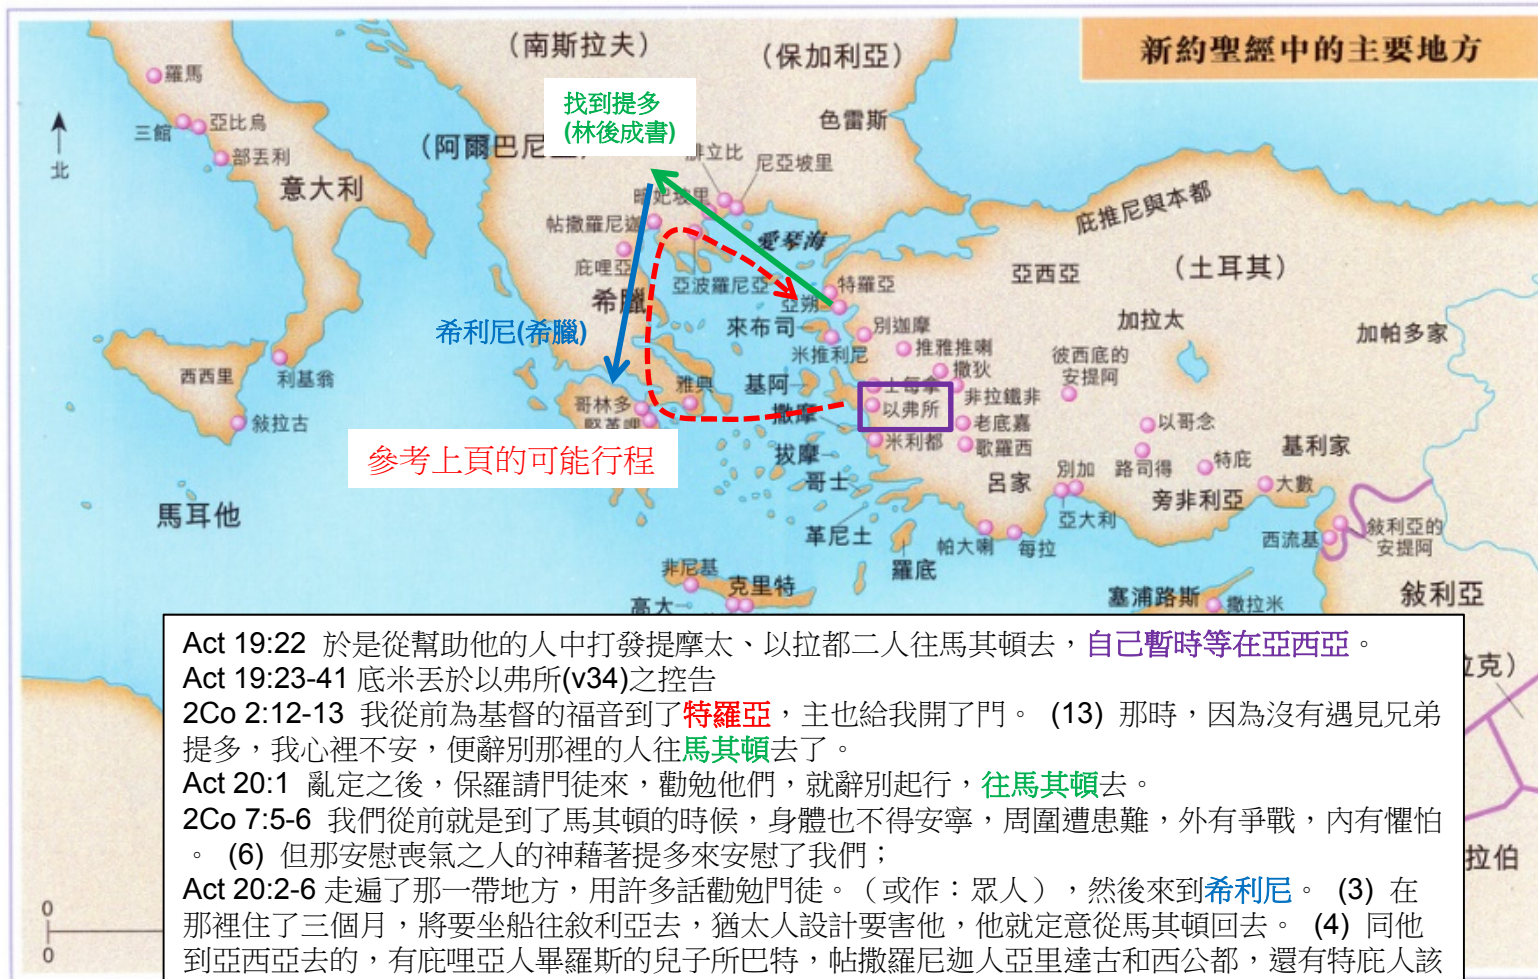 新約聖經中的主要地方
（南斯拉夫）
（保加利亞）
找到提多
(林後成書)
色雷斯
羅馬
三館
亞比烏
部丟利
北
意大利
腓立比
尼亞坡里
暗妃坡里
帖撒羅尼迦
愛琴海
庇推尼與本都
庇哩亞
亞波羅尼亞
特羅亞
亞朔
亞西亞
（土耳其）
希臘
希利尼(希臘)
來布司
別迦摩
加拉太
加帕多家
米推利尼
推雅推喇
彼西底的
安提阿
西西里
利基翁
雅典
基阿
撒狄
士每拿
非拉鐵非
哥林多
堅革哩
撒摩
以弗所
敍拉古
老底嘉
以哥念
參考上頁的可能行程
拔摩
米利都
歌羅西
基利家
哥士
呂家
別加
路司得
特庇
馬耳他
亞大利
旁非利亞
大數
革尼土
帕大喇
每拉
西流基
敍利亞的
安提阿
羅底
非尼基
克里特
高大
塞浦路斯
撒拉米
敍利亞
Act 19:22 於是從幫助他的人中打發提摩太、以拉都二人往馬其頓去，自己暫時等在亞西亞。
Act 19:23-41 底米丟於以弗所(v34)之控告
2Co 2:12-13 我從前為基督的福音到了特羅亞，主也給我開了門。 (13) 那時，因為沒有遇見兄弟
提多，我心裡不安，便辭別那裡的人往馬其頓去了。
Act 20:1 亂定之後，保羅請門徒來，勸勉他們，就辭別起行，往馬其頓去。
2Co 7:5-6 我們從前就是到了馬其頓的時候，身體也不得安寧，周圍遭患難，外有爭戰，內有懼怕
。 (6) 但那安慰喪氣之人的神藉著提多來安慰了我們；
Act 20:2-6 走遍了那一帶地方，用許多話勸勉門徒。（或作：眾人），然後來到希利尼。 (3) 在
那裡住了三個月，將要坐船往敘利亞去，猶太人設計要害他，他就定意從馬其頓回去。 (4) 同他
到亞西亞去的，有庇哩亞人畢羅斯的兒子所巴特，帖撒羅尼迦人亞里達古和西公都，還有特庇人該
克）
拉伯
0
0